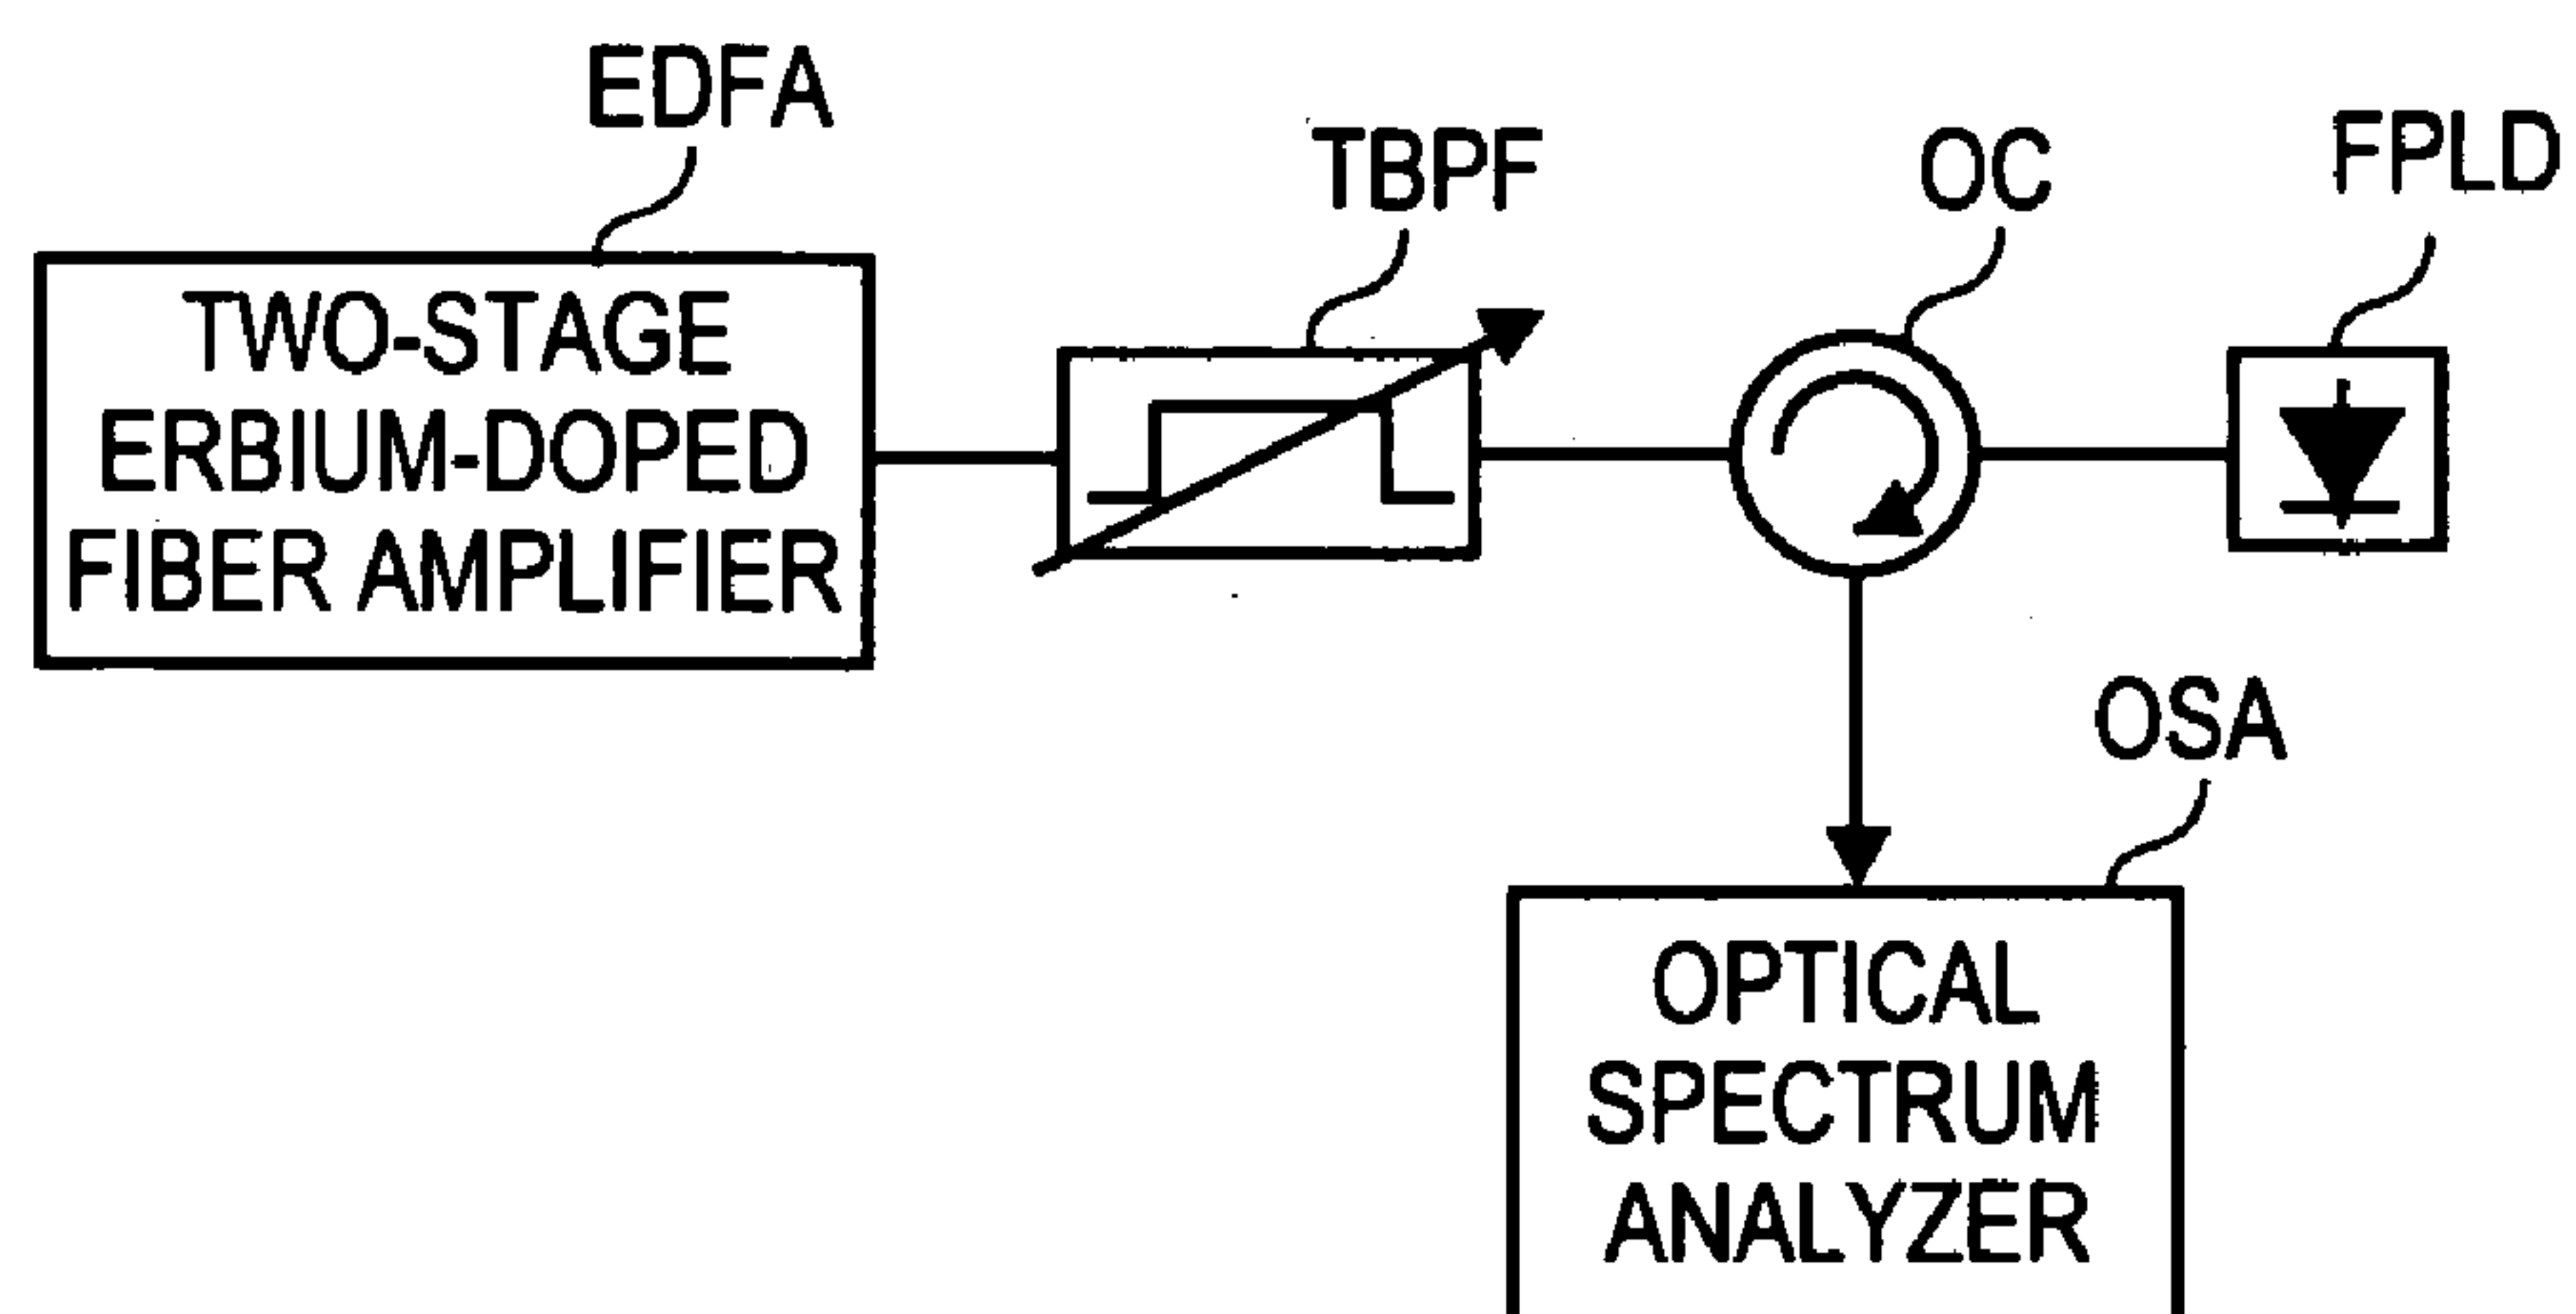 EDFA
TBPF
OC
FPLD
TWO-STAGE
ERBIUM-DOPED
FIBER AMPLIFIER
OSA
OPTICAL
SPECTRUM
ANALYZER